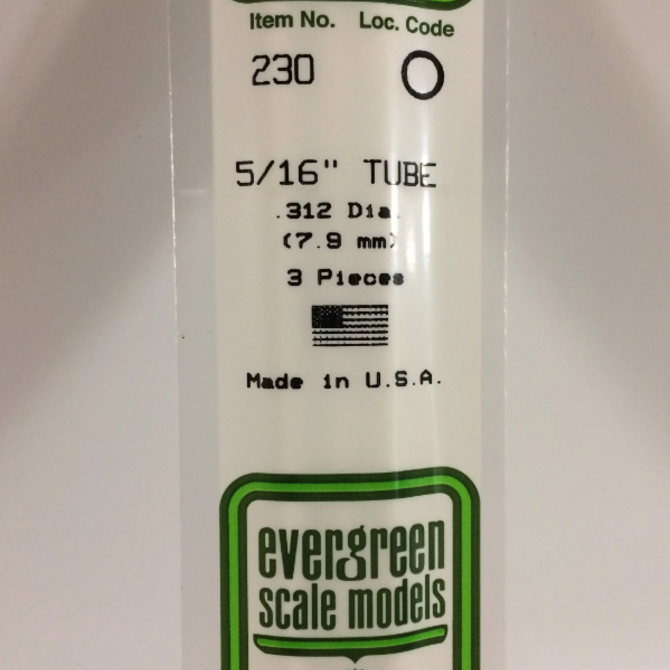 Item No. Loc. Code
230
5/16" TUBE
.312 Dia.
(7.9 mm)
3 Pieces
Made in U.S.A.
evergreen
scale models